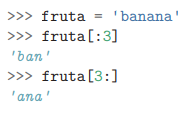 >>> fruta = 'banana'
>>> fruta[:3]
'ban'
>>> fruta[3:]
'ana'